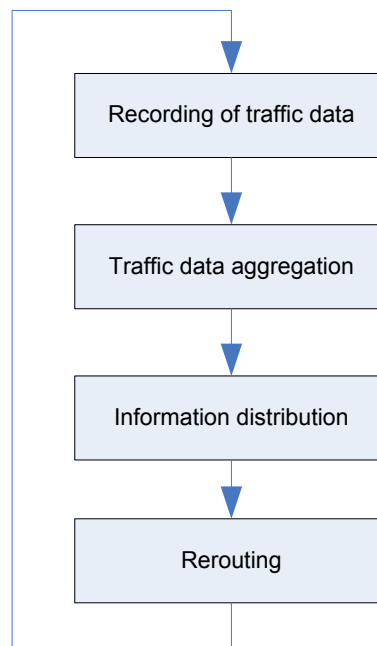 Recording of traffic data
Traffic data aggregation
Information distribution
Rerouting